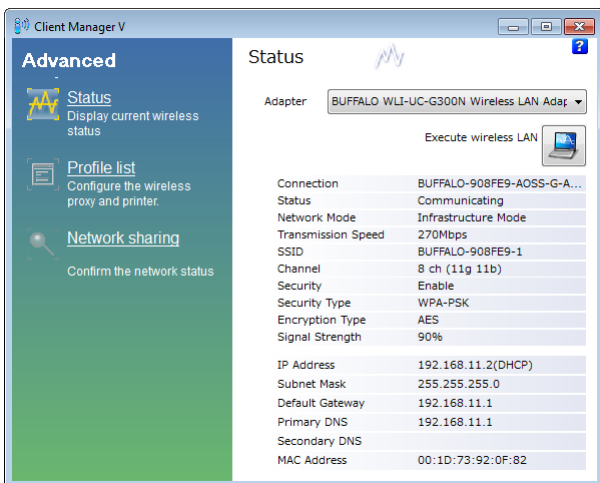 Client Manager V
Advanced
Status
Display current wireless
status
Profile list
Configure the wireless
proxy and printer.
Network sharing
Confirm the network status
Status
?
Adapter BUFFALO WLI-UC-G300N Wireless LAN Adap
Execute wireless LAN
Connection BUFFALO-908FE9-AOSS-G-A...
Status Communicating
Network Mode Infrastructure Mode
Transmission Speed 270Mbps
SSID BUFFALO-908FE9-1
Channel 8 ch (11g 11b)
Security Enable
Security Type WPA-PSK
Encryption Type AES
Signal Strength 90%
IP Address 192.168.11.2(DHCP)
Subnet Mask 255.255.255.0
Default Gateway 192.168.11.1
Primary DNS 192.168.11.1
Secondary DNS
MAC Address 00:1D:73:92:0F:82